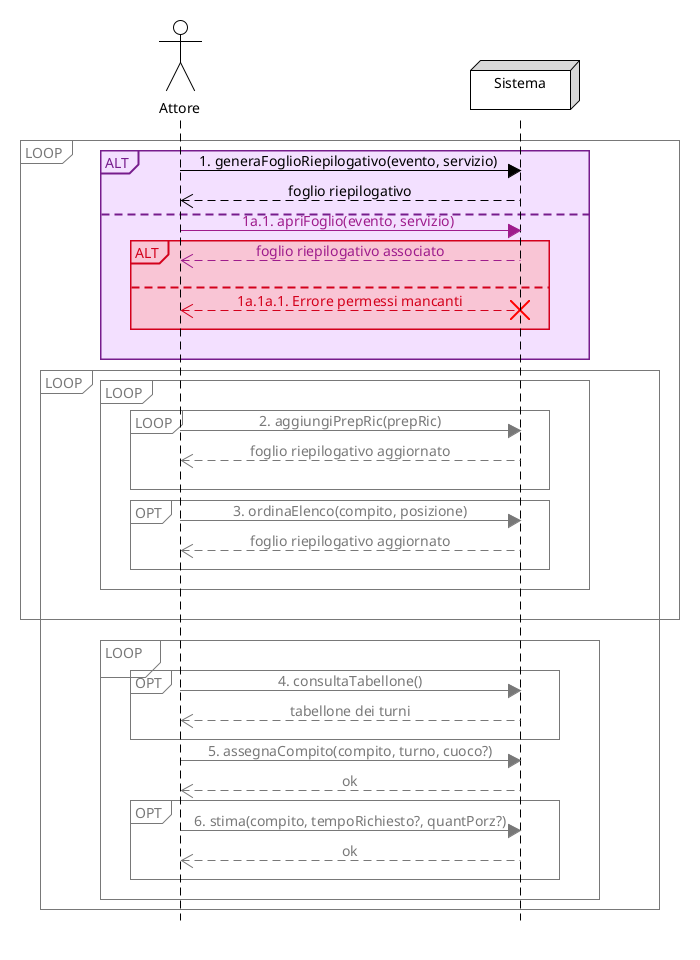 Attore
Sistema
LOOP
ALT
1. generaFoglioRiepilogativo(evento, servizio)
foglio riepilogativo
1a.1. apriFoglio(evento, servizio)
ALT
foglio riepilogativo associato
1a.1a.1. Errore permessi mancanti
LOOP
LOOP
LOOP
2. aggiungiPrepRic(prepRic)
foglio riepilogativo aggiornato
OPT
3. ordinaElenco(compito, posizione)
foglio riepilogativo aggiornato
LOOP
OPT
4. consultaTabellone()
tabellone dei turni
5. assegnaCompito(compito, turno, cuoco?)
ok
OPT
6. stima(compito, tempoRichiesto?, quantPorz?)
ok